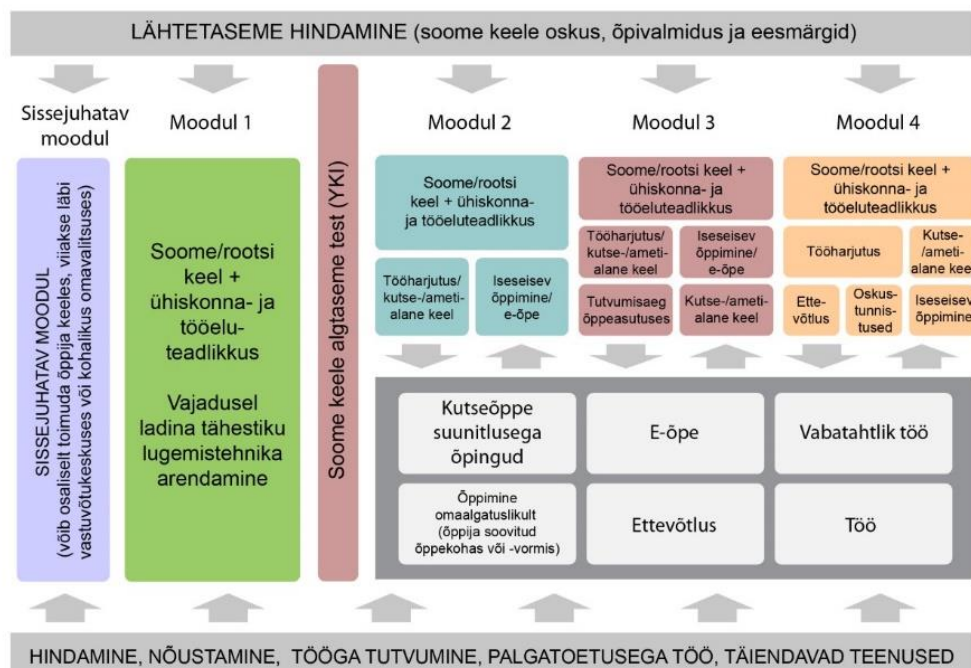 LÄHTETASEME HINDAMINE (soome keele oskus, õpivalmidus ja eesmärgid)
Sissejuhatav
moodul
SISSEJUHATAV MOODUL
(võib osaliselt toimuda õppija keeles, viiakse läbi
vastuvõtukeskuses või kohalikus omavalitsuses)
Moodul 1
Soome/rootsi
keel +
ühiskonna- ja
tööelu-
teadlikkus
Vajadusel
ladina tähestiku
lugemistehnika
arendamine
Soome keele algtaseme test (YKI)
Moodul 2
Soome/rootsi
keel + ühiskonna-
ja tööeluteadlikkus
Tööharjutus/
kutse-/ameti-
alane keel
Iseseisev
õppimine/
e-õpe
Moodul 3
Soome/rootsi keel +
ühiskonna- ja
tööeluteadlikkus
Tööharjutus/
kutse-/ameti-
alane keel
Iseseisev
õppimine/
e-õpe
Tutvumisaeg
õppeasutuses
Kutse-/ameti-
alane keel
Moodul 4
Soome/rootsi keel +
ühiskonna- ja
tööeluteadlikkus
Tööharjutus
Kutse-
/ameti-
alane keel
Ette-
võtlus
Oskus-
tunnis-
tused
Iseseisev
õppimine
Kutseõppe
suunitlusega
õpingud
E-õpe
Vabatahtlik töö
Õppimine
omaalgatuslikult
(õppija soovitud
õppekohas või -vormis)
Ettevõtlus
Töö
HINDAMINE, NÕUSTAMINE, TÖÖGA TUTVUMINE, PALGATOETUSEGA TÖÖ, TÄIENDAVAD TEENUSED